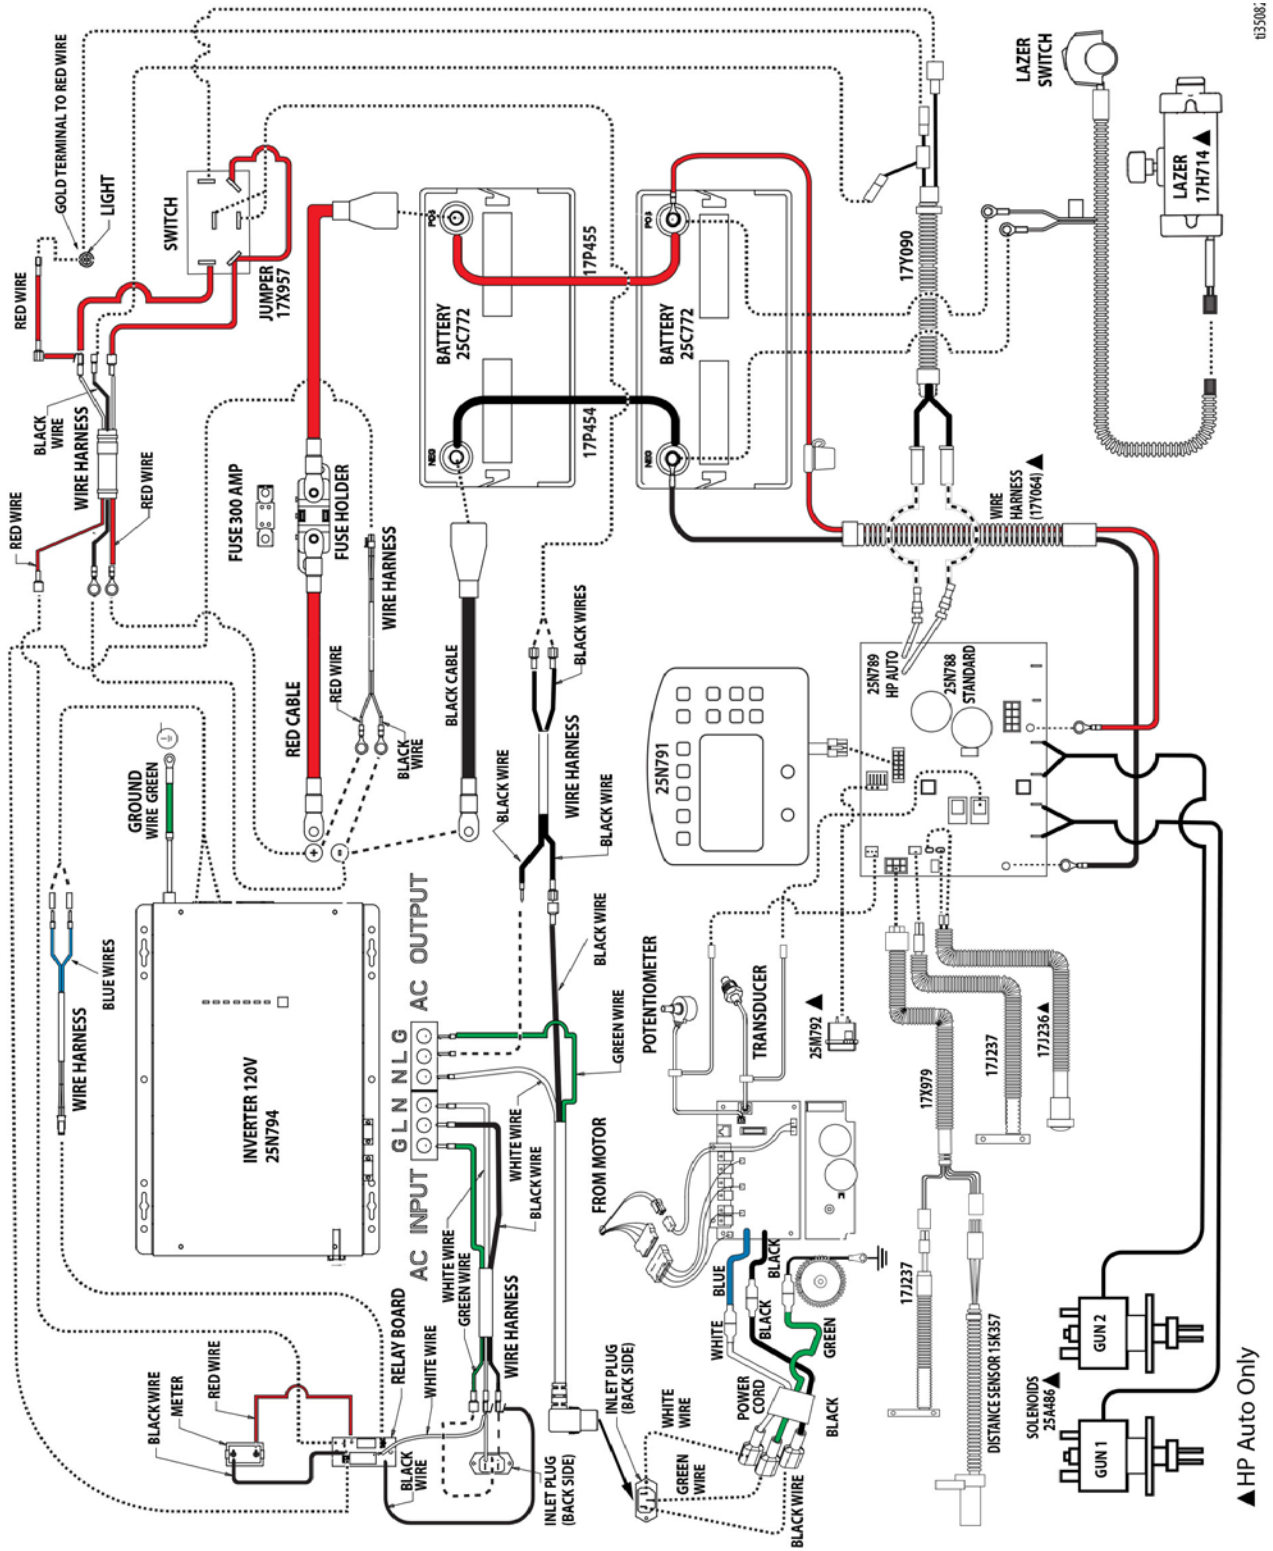 BLACK WIRE
METER
RED WIRE
RELAY BOARD
BLACK
WIRE
WHITE WIRE
INLET PLUG
(BACK SIDE)
WIRE HARNESS
GREEN WIRE
WHITE WIRE
BLACK WIRE
WHITE WIRE
AC INPUT
G L N
N L G
AC OUTPUT
INVERTER 120V
25N794
WIRE HARNESS
BLUE WIRES
GROUND
WIRE GREEN
RED WIRE
BLACK
WIRE
WIRE HARNESS
RED WIRE
RED WIRE
GOLD TERMINAL TO RED WIRE
LIGHT
SWITCH
JUMPER
17X957
FUSE 300 AMP
FUSE HOLDER
RED CABLE
RED WIRE
BLACK
WIRE
WIRE HARNESS
+
-
BLACK CABLE
BATTERY
25C772
NEG
POS
17P454
17P455
BATTERY
25C772
NEG
POS
BLACK WIRE
WIRE HARNESS
BLACK WIRES
BLACK WIRE
BLACK WIRE
GREEN WIRE
INLET PLUG
(BACK SIDE)
WHITE
WIRE
GREEN
WIRE
BLACK WIRE
POWER
CORD
WHITE
BLUE
BLACK
BLACK
GREEN
BLACK
FROM MOTOR
POTENTIOMETER
TRANSDUCER
25M792 ▲
25N791
25N789
HP AUTO
25N788
STANDARD
17J237
17X979
17J237
17J236▲
DISTANCE SENSOR 15K357
SOLENOIDS
25A486 ▲
GUN 1
GUN 2
WIRE
HARNESS
(17Y064) ▲
17Y090
LAZER
SWITCH
LAZER
17H714 ▲
▲HP Auto Only
ti35082